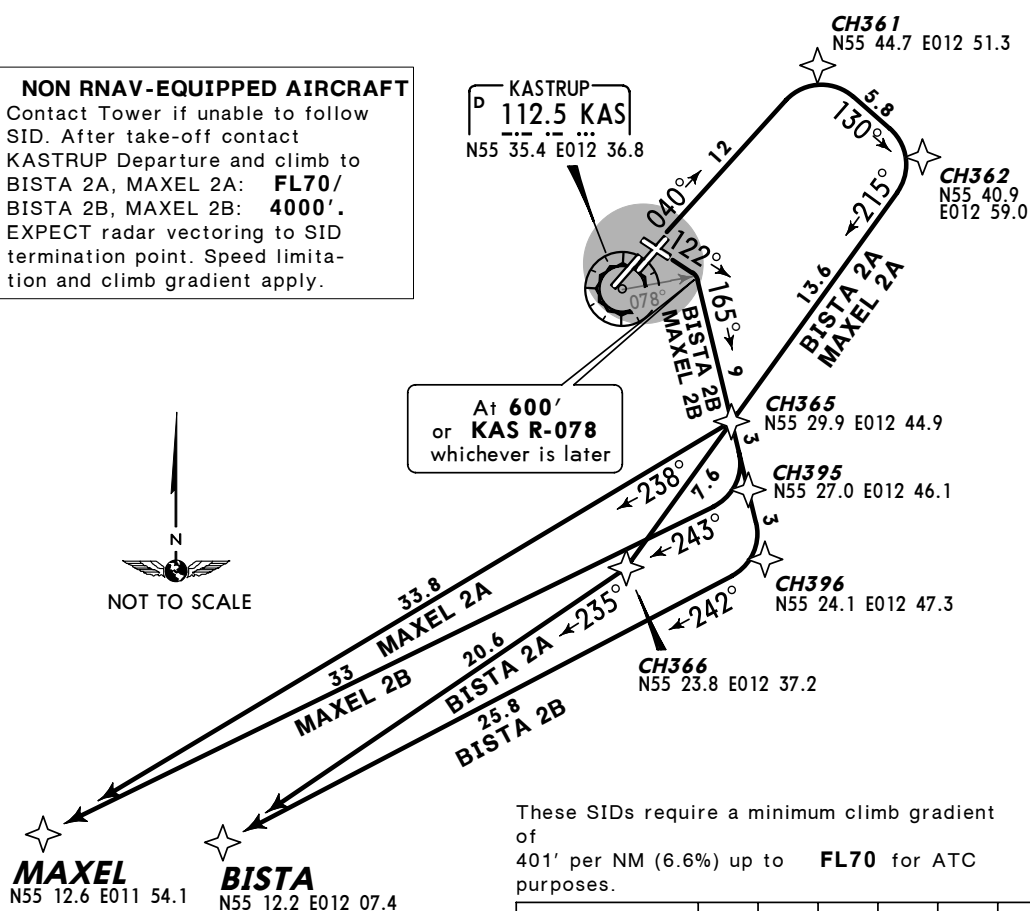 CH361
N55 44.7 E012 51.3
NON RNAV-EQUIPPED AIRCRAFT
Contact Tower if unable to follow
SID. After take-off contact
KASTRUP Departure and climb to
BISTA 2A, MAXEL 2A: FL70/
BISTA 2B, MAXEL 2B: 4000'.
EXPECT radar vectoring to SID
termination point. Speed limita-
tion and climb gradient apply.
KASTRUP
D 112.5 KAS
N55 35.4 E012 36.8
5.8
130°
12
040°
CH362
N55 40.9
E012 59.0
215°
13.6
BISTA 2A
MAXEL 2A
122°
078°
165°
BISTA 2B
MAXEL 2B
9
At 600'
or KAS R-078
whichever is later
CH365
N55 29.9 E012 44.9
3
CH395
N55 27.0 E012 46.1
3
CH396
N55 24.1 E012 47.3
238°
7.6
243°
235°
242°
CH366
N55 23.8 E012 37.2
N
NOT TO SCALE
33.8
MAXEL 2A
33
MAXEL 2B
20.6
BISTA 2A
25.8
BISTA 2B
MAXEL
N55 12.6 E011 54.1
BISTA
N55 12.2 E012 07.4
These SIDs require a minimum climb gradient
of
401' per NM (6.6%) up to FL70 for ATC
purposes.